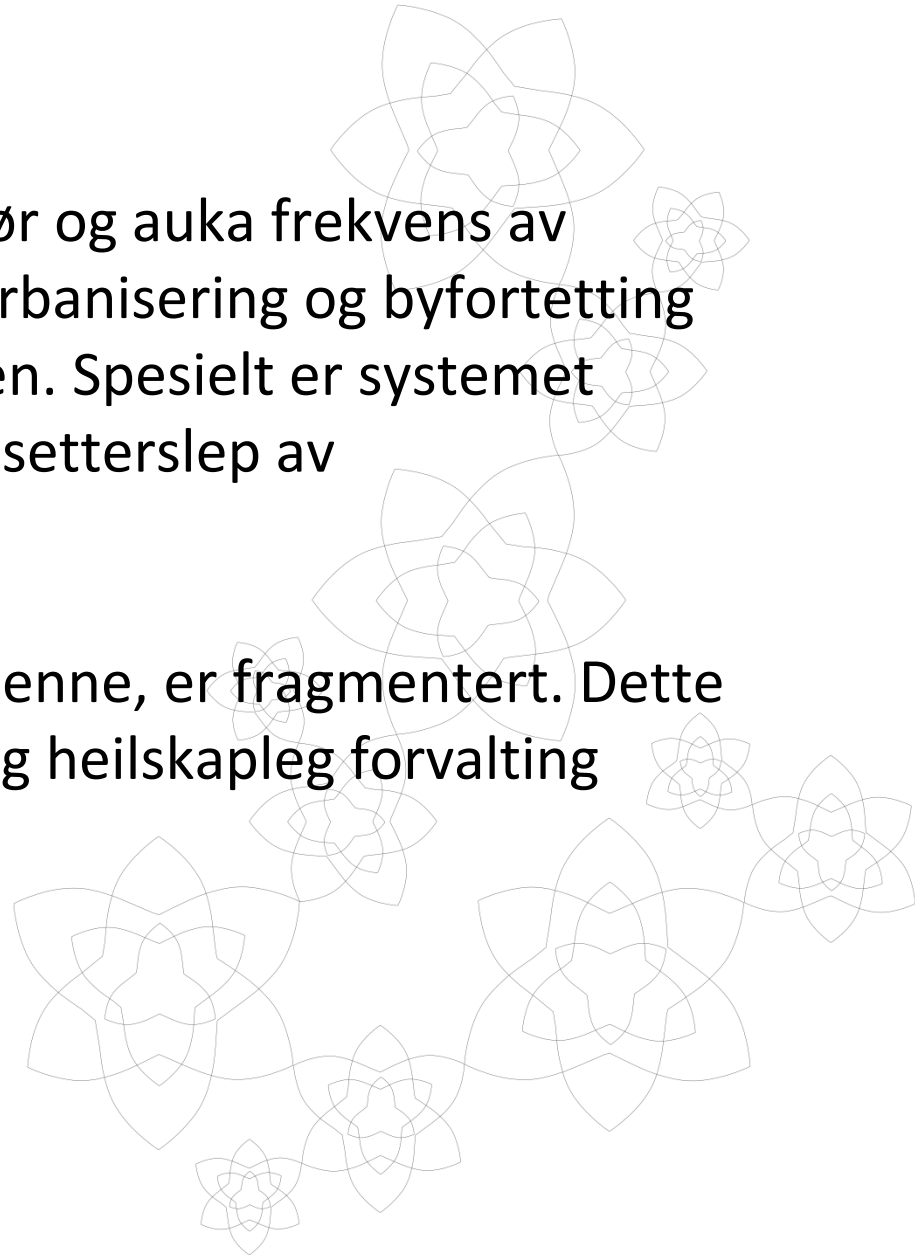 ør og auka frekvens av
rbanisering og byfortetting
en. Spesielt er systemet
setterslep av
enne, er fragmentert. Dette
g heilskapleg forvalting